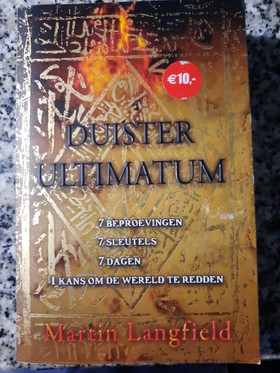 €10,-
DUISTER
ULTIMATUM
7 BEPROEVINGEN
7 SLEUTELS
7 DAGEN
1 KANS OM DE WERELD TE REDDEN
Martin Langfield